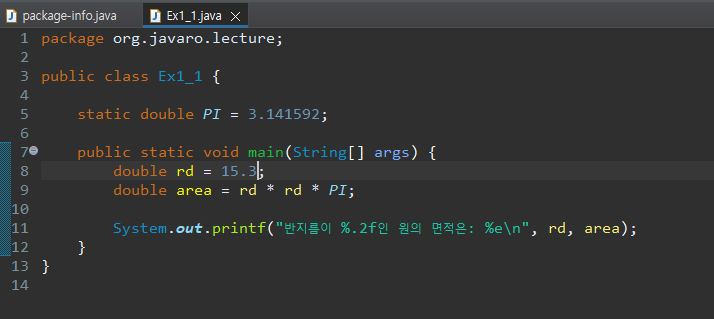 package-info.java Ex1_1.java
1 package org.javaro.lecture;
2
3 public class Ex1_1 {
4
5     static double PI = 3.141592;
6
7     public static void main(String[] args) {
8         double rd = 15.3;
9         double area = rd * rd * PI;
10
11         System.out.printf("반지름이 %.2f인 원의 면적은: %e\n", rd, area);
12     }
13 }
14